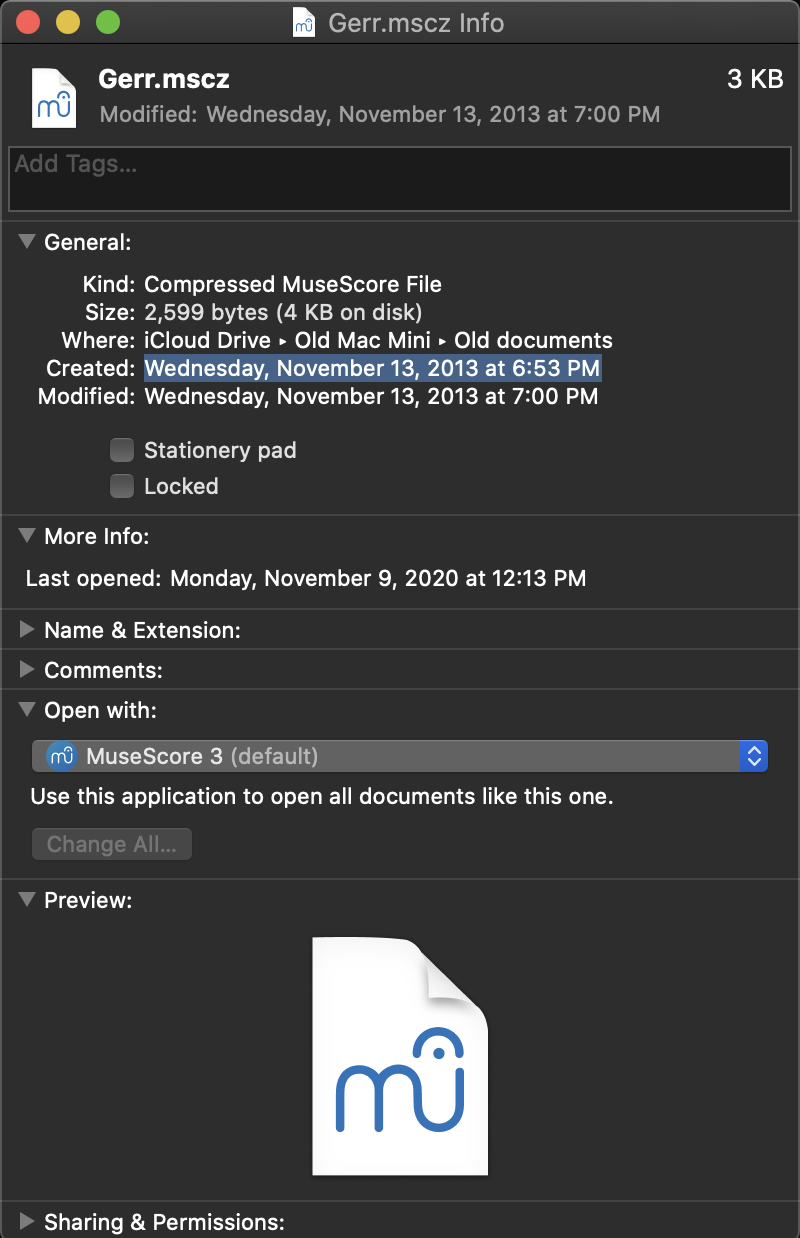 Gerr.mscz Info
Gerr.mscz 3 KB
Modified: Wednesday, November 13, 2013 at 7:00 PM
Add Tags...
General:
Kind: Compressed MuseScore File
Size: 2,599 bytes (4 KB on disk)
Where: iCloud Drive ▸ Old Mac Mini ▸ Old documents
Created: Wednesday, November 13, 2013 at 6:53 PM
Modified: Wednesday, November 13, 2013 at 7:00 PM
Stationery pad
Locked
More Info:
Last opened: Monday, November 9, 2020 at 12:13 PM
Name & Extension:
Comments:
Open with:
MuseScore 3 (default)
Use this application to open all documents like this one.
Change All...
Preview:
Sharing & Permissions: